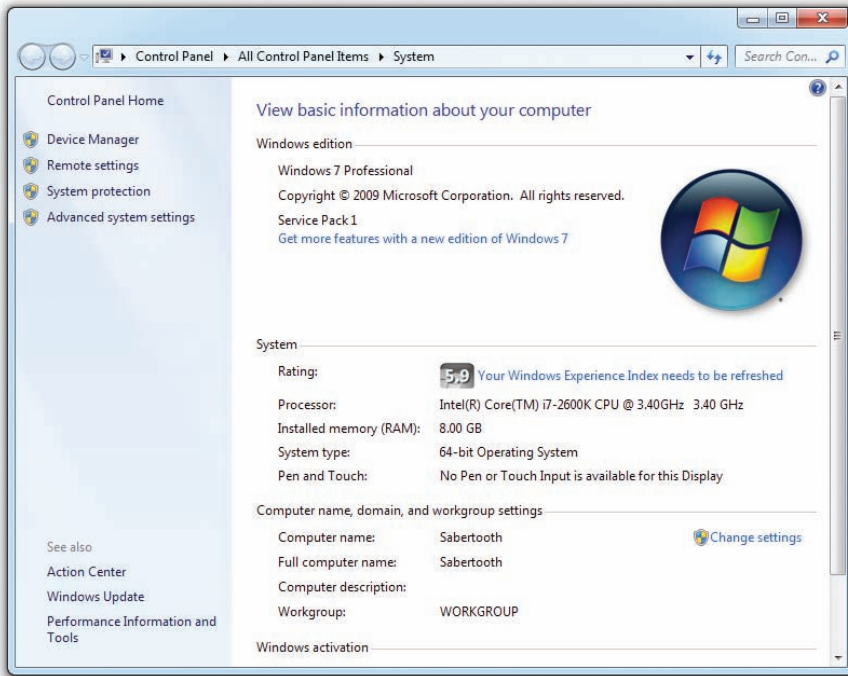 Control Panel ▸ All Control Panel Items ▸ System
Search Con...
Control Panel Home
Device Manager
Remote settings
System protection
Advanced system settings
See also
Action Center
Windows Update
Performance Information and
Tools
View basic information about your computer
Windows edition
Windows 7 Professional
Copyright © 2009 Microsoft Corporation. All rights reserved.
Service Pack 1
Get more features with a new edition of Windows 7
System
Rating: 5.9 Your Windows Experience Index needs to be refreshed
Processor: Intel(R) Core(TM) i7-2600K CPU @ 3.40GHz 3.40 GHz
Installed memory (RAM): 8.00 GB
System type: 64-bit Operating System
Pen and Touch: No Pen or Touch Input is available for this Display
Computer name, domain, and workgroup settings
Computer name: Sabertooth Change settings
Full computer name: Sabertooth
Computer description:
Workgroup: WORKGROUP
Windows activation